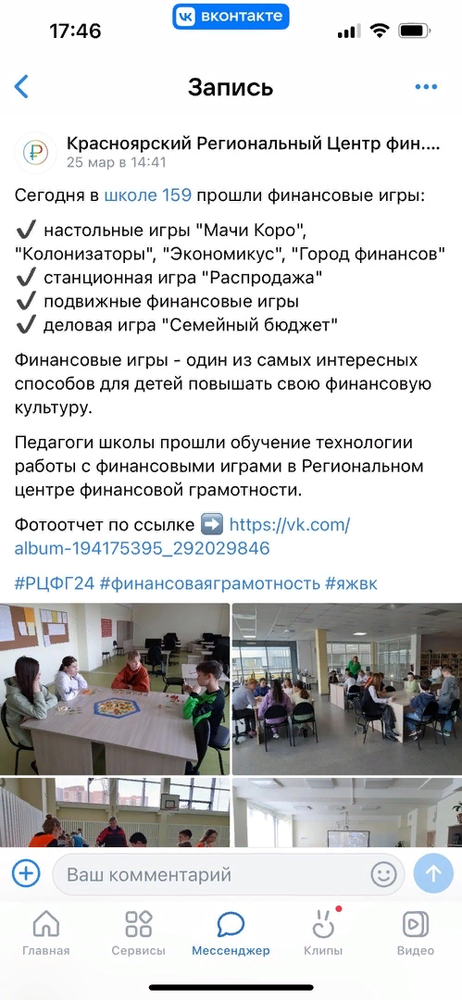 17:46
вконтакте
Запись
Красноярский Региональный Центр фин....
25 мар в 14:41
Сегодня в школе 159 прошли финансовые игры:
✔ настольные игры "Мачи Коро",
"Колонизаторы", "Экономикус", "Город финансов"
✔ станционная игра "Распродажа"
✔ подвижные финансовые игры
✔ деловая игра "Семейный бюджет"
Финансовые игры - один из самых интересных
способов для детей повышать свою финансовую
культуру.
Педагоги школы прошли обучение технологии
работы с финансовыми играми в Региональном
центре финансовой грамотности.
Фотоотчет по ссылке ➡ https://vk.com/
album-194175395_292029846
#РЦФГ24 #финансоваяграмотность #яжвк
Ваш комментарий
Главная
Сервисы
Мессенджер
Клипы
Видео